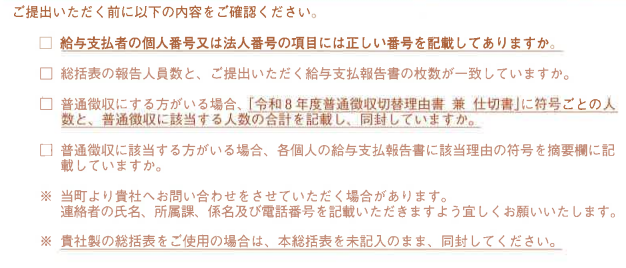 ご提出いただく前に以下の内容をご確認ください。
□ 給与支払者の個人番号又は法人番号の項目には正しい番号を記載してありますか。
□ 総括表の報告人員数と、ご提出いただく給与支払報告書の枚数が一致していますか。
□ 普通徴収にする方がいる場合、「令和8年度普通徴収切替理由書 兼 仕切書」に符号ごとの人
数と、普通徴収に該当する人数の合計を記載し、同封していますか。
□ 普通徴収に該当する方がいる場合、各個人の給与支払報告書に該当理由の符号を摘要欄に記
載していますか。
※ 当町より貴社へお問い合わせをさせていただく場合があります。
連絡者の氏名、所属課、係名及び電話番号を記載いただきますよう宜しくお願いいたします。
※ 貴社製の総括表をご使用の場合は、本総括表を未記入のまま、同封してください。